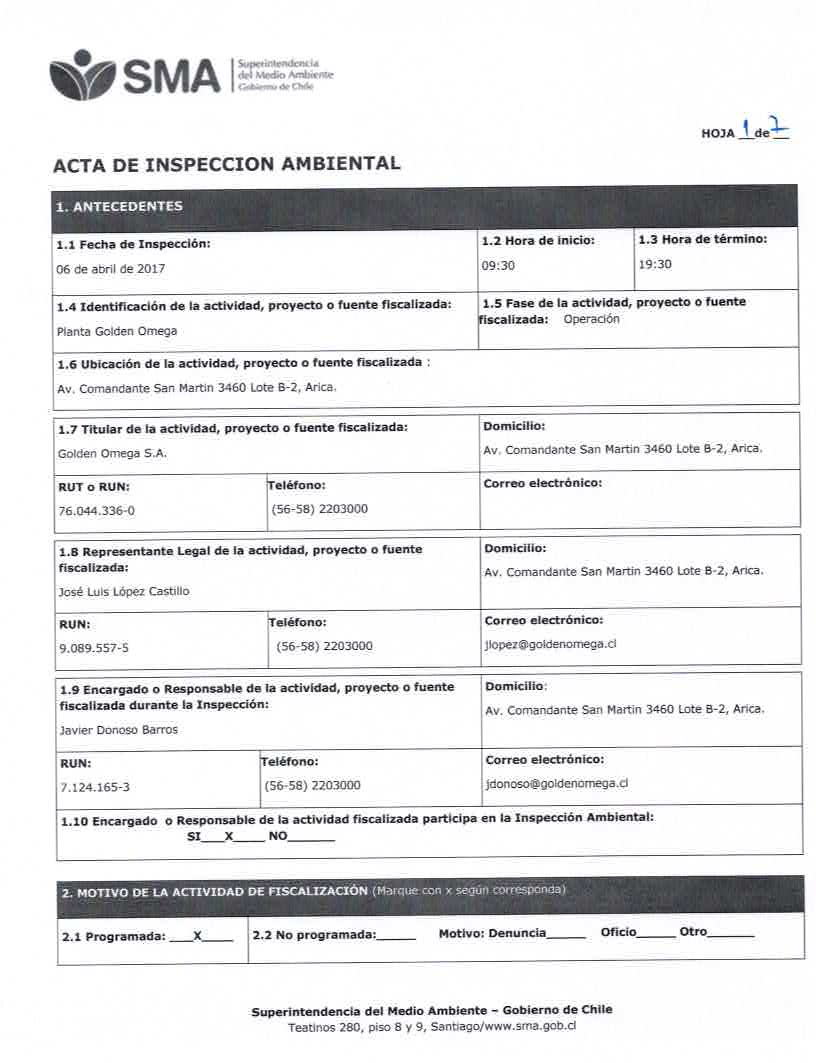 SMA
Superintendencia
del Medio Ambiente
Gobierno de Chile
HOJA 1 de 7
ACTA DE INSPECCION AMBIENTAL
1. ANTECEDENTES
1.1 Fecha de Inspección:
06 de abril de 2017
1.2 Hora de inicio:
09:30
1.3 Hora de término:
19:30
1.4 Identificación de la actividad, proyecto o fuente fiscalizada:
Planta Golden Omega
1.5 Fase de la actividad, proyecto o fuente
fiscalizada: Operación
1.6 Ubicación de la actividad, proyecto o fuente fiscalizada :
Av. Comandante San Martin 3460 Lote B-2, Arica.
1.7 Titular de la actividad, proyecto o fuente fiscalizada:
Golden Omega S.A.
Domicilio:
Av. Comandante San Martin 3460 Lote B-2, Arica.
RUT o RUN:
76.044.336-0
Teléfono:
(56-58) 2203000
Correo electrónico:
1.8 Representante Legal de la actividad, proyecto o fuente
fiscalizada:
José Luis López Castillo
Domicilio:
Av. Comandante San Martin 3460 Lote B-2, Arica.
RUN:
9.089.557-5
Teléfono:
(56-58) 2203000
Correo electrónico:
jlopez@goldenomega.cl
1.9 Encargado o Responsable de la actividad, proyecto o fuente
fiscalizada durante la Inspección:
Javier Donoso Barros
Domicilio:
Av. Comandante San Martin 3460 Lote B-2, Arica.
RUN:
7.124.165-3
Teléfono:
(56-58) 2203000
Correo electrónico:
jdonoso@goldenomega.cl
1.10 Encargado o Responsable de la actividad fiscalizada participa en la Inspección Ambiental:
SI___X____ NO______
2. MOTIVO DE LA ACTIVIDAD DE FISCALIZACIÓN (Marque con x según corresponda)
2.1 Programada: ___X____
2.2 No programada:_____ Motivo: Denuncia_____ Oficio_____ Otro______
Superintendencia del Medio Ambiente – Gobierno de Chile
Teatinos 280, piso 8 y 9, Santiago/www.sma.gob.cl